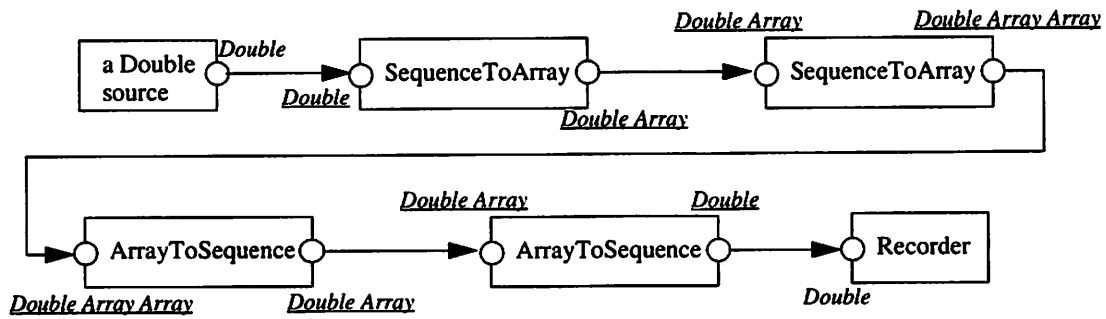 Double Array
Double Array Array
Double
a Double
source
SequenceToArray
SequenceToArray
Double
Double Array
Double Array
Double
ArrayToSequence
ArrayToSequence
Recorder
Double Array Array
Double Array
Double